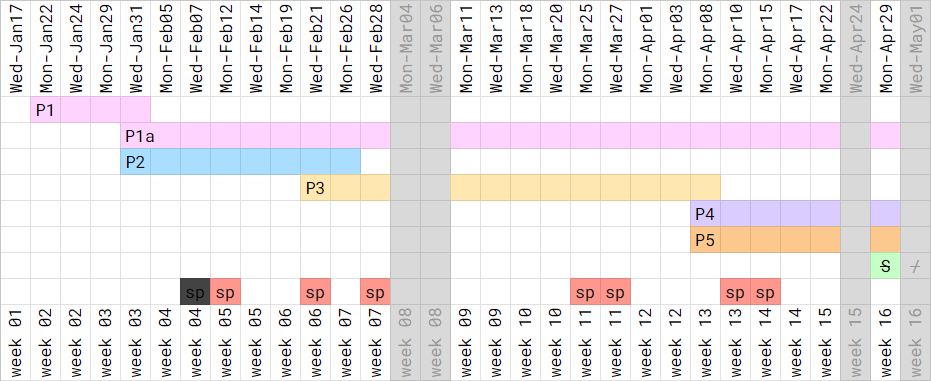 Wed-Jan17 Mon-Jan22 Wed-Jan24 Mon-Jan29 Wed-Jan31 Mon-Feb05 Wed-Feb07 Mon-Feb12 Wed-Feb14 Mon-Feb19 Wed-Feb21 Mon-Feb26 Wed-Feb28 Mon-Mar04 Wed-Mar06 Mon-Mar11 Wed-Mar13 Mon-Mar18 Wed-Mar20 Mon-Mar25 Wed-Mar27 Mon-Apr01 Wed-Apr03 Mon-Apr08 Wed-Apr10 Mon-Apr15 Wed-Apr17 Mon-Apr22 Wed-Apr24 Mon-Apr29 Wed-May01
P1
P1a
P2
P3
P4
P5
S /
sp sp sp sp sp sp sp sp
week 01 week 02 week 02 week 03 week 03 week 04 week 04 week 05 week 05 week 06 week 06 week 07 week 07 week 08 week 08 week 09 week 09 week 10 week 10 week 11 week 11 week 12 week 12 week 13 week 13 week 14 week 14 week 15 week 15 week 16 week 16